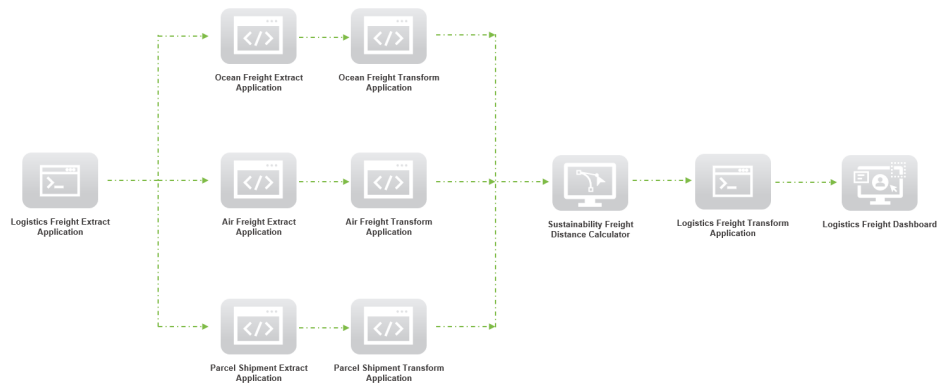 Ocean Freight Extract
Application
Ocean Freight Transform
Application
Logistics Freight Extract
Application
Air Freight Extract
Application
Air Freight Transform
Application
Sustainability Freight
Distance Calculator
Logistics Freight Transform
Application
Logistics Freight Dashboard
Parcel Shipment Extract
Application
Parcel Shipment Transform
Application